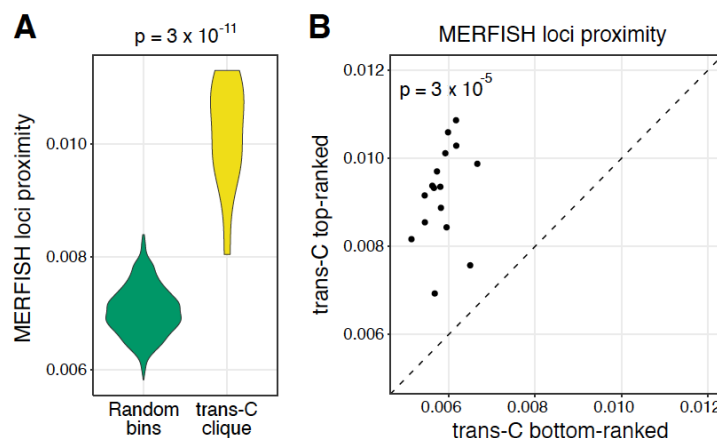 A
p = 3 x 10⁻¹¹
MERFISH loci proximity
0.010
0.008
0.006
Random
bins
trans-C
clique
B
MERFISH loci proximity
p = 3 x 10⁻⁵
trans-C top-ranked
0.012
0.010
0.008
0.006
0.006
0.008
0.010
0.012
trans-C bottom-ranked